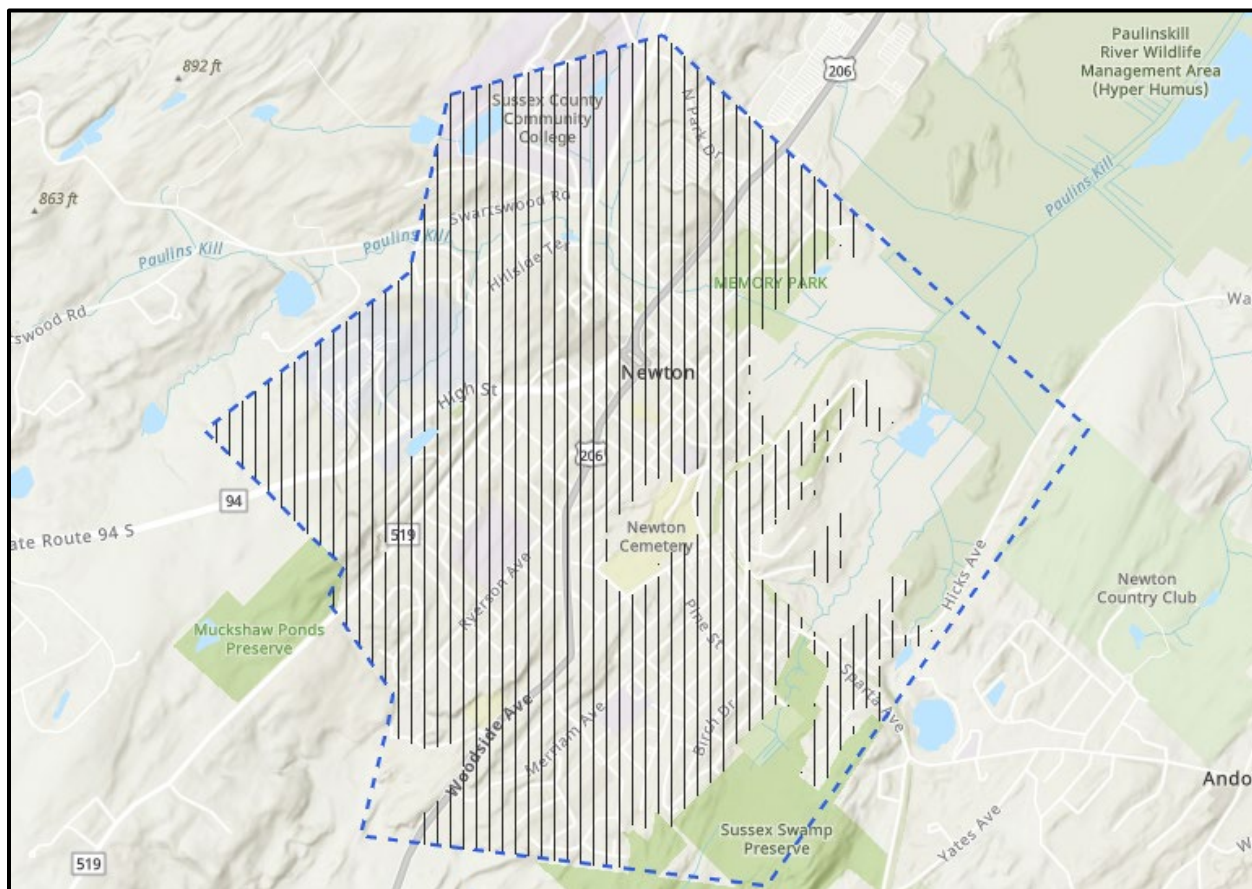 892 ft
206
Paulinskill
River Wildlife
Management Area
(Hyper Humus)
Sussex County
Community
College
N Park Dr
863 ft
Swartswood Rd
Paulins Kill
Paulins Kill
Paulins Kill
Hillside Ter
MEMORY PARK
swood Rd
Wa
Newton
High St
206
94
ate Route 94 S
519
Newton
Cemetery
Ryerson Ave
Hicks Ave
Newton
Country Club
Pine St
Muckshaw Ponds
Preserve
Sparta Ave
Woodside Ave
Merriam Ave
Birch Dr
Ando
Sussex Swamp
Preserve
Yates Ave
W
519